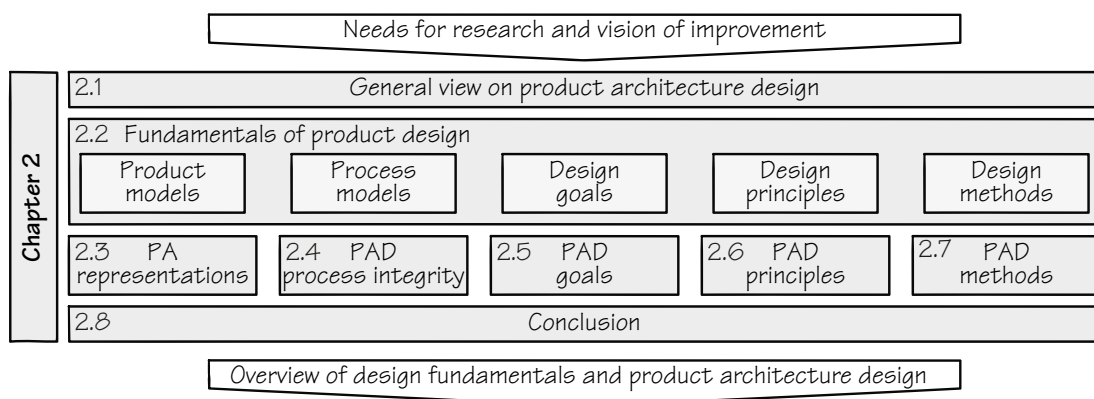 Needs for research and vision of improvement
Chapter 2
2.1 General view on product architecture design
2.2 Fundamentals of product design
Product
models
Process
models
Design
goals
Design
principles
Design
methods
2.3 PA
representations
2.4 PAD
process integrity
2.5 PAD
goals
2.6 PAD
principles
2.7 PAD
methods
2.8 Conclusion
Overview of design fundamentals and product architecture design